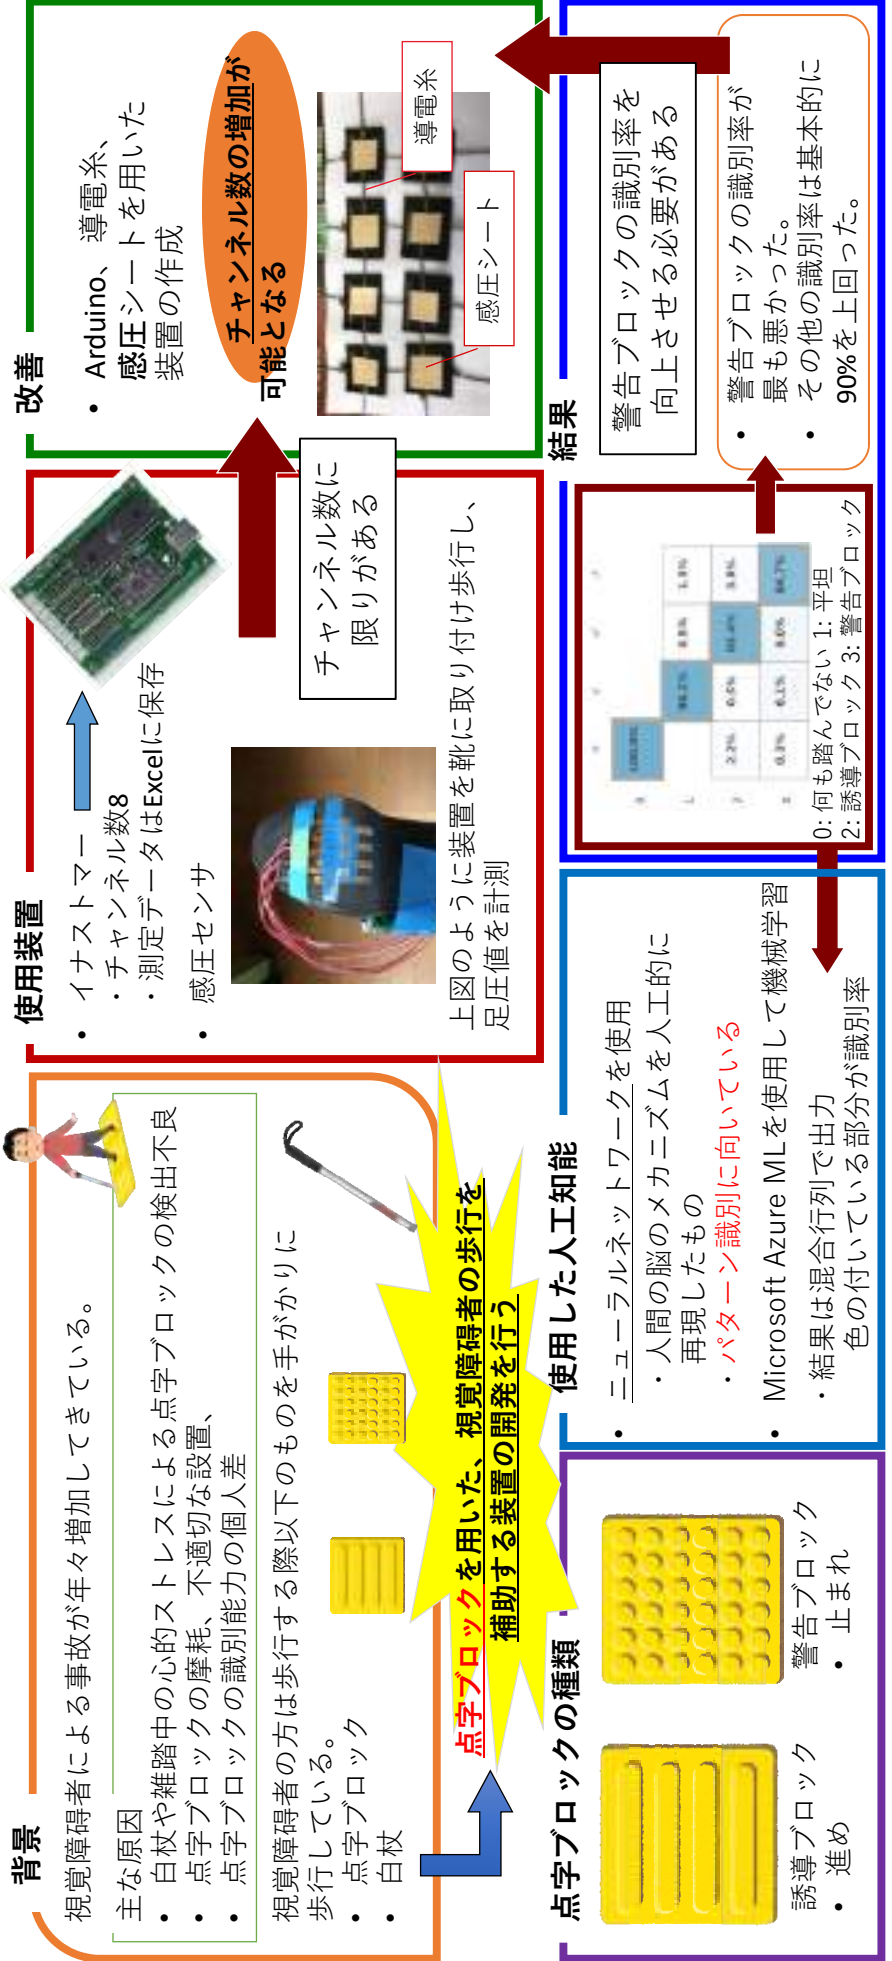 背景
視覚障碍者による事故が年々増加してきている。
主な原因
• 白杖や雑踏中の心的ストレスによる点字ブロックの検出不良
• 点字ブロックの摩耗、不適切な設置、
• 点字ブロックの識別能力の個人差
視覚障碍者の方は歩行する際以下のものを手がかりに
歩行している。
• 点字ブロック
• 白杖
点字ブロックを用いた、視覚障碍者の歩行を
補助する装置の開発を行う
使用装置
• イナストマー
・チャンネル数8
・測定データはExcelに保存
• 感圧センサ
上図のように装置を靴に取り付け歩行し、
足圧値を計測
チャンネル数に
限りがある
改善
• Arduino、導電糸、
感圧シートを用いた
装置の作成
チャンネル数の増加が
可能となる
導電糸
感圧シート
点字ブロックの種類
誘導ブロック
• 進め
警告ブロック
• 止まれ
使用した人工知能
• ニューラルネットワークを使用
・人間の脳のメカニズムを人工的に
再現したもの
・パターン識別に向いている
• Microsoft Azure MLを使用して機械学習
・結果は混合行列で出力
色の付いている部分が識別率
結果
0: 何も踏んでない 1: 平坦
2: 誘導ブロック 3: 警告ブロック
警告ブロックの識別率を
向上させる必要がある
• 警告ブロックの識別率が
最も悪かった。
• その他の識別率は基本的に
90%を上回った。